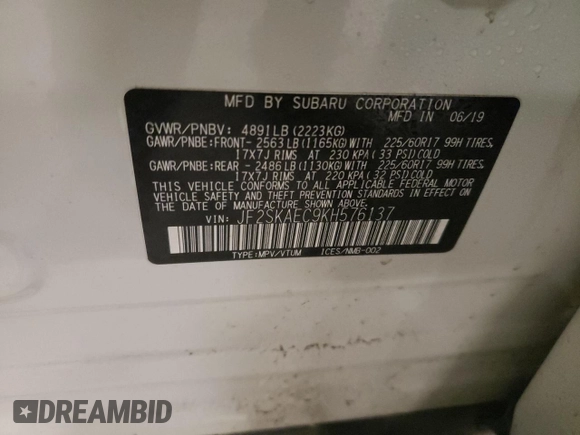 MFD BY SUBARU CORPORATION
MFD IN 06/19
GVWR/PNBV: 4891LB(2223KG)
GAWR/PNBE:FRONT- 2563LB(1165KG)WITH 225/60R17 99H TIRES,
17X7J RIMS AT 230 KPA(33 PSI)COLD
GAWR/PNBE:REAR -2486LB(1130KG)WITH 225/60R17 99H TIRES,
17X7J RIMS AT 220 KPA(32 PSI)COLD
THIS VEHICLE CONFORMS TO ALL APPLICABLE FEDERAL MOTOR
VEHICLE SAFETY STANDARDS IN EFFECT ON
THE DATE OF MANUFACTURE SHOWN ABOVE.
VIN: JF2SKAEC9KH576137
TYPE:MPV/VTUM ICES/NMB-002
DREAMBID